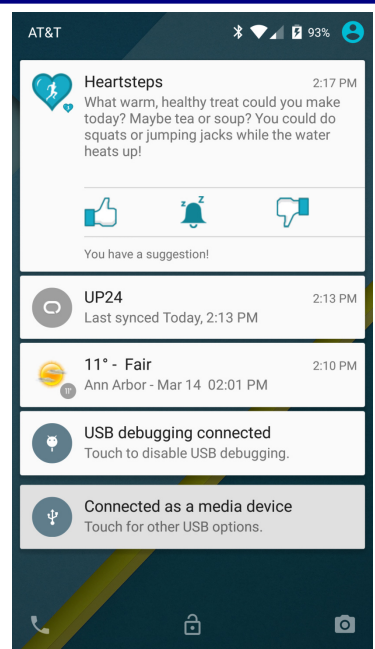 AT&T 93%
Heartsteps 2:17 PM
What warm, healthy treat could you make
today? Maybe tea or soup? You could do
squats or jumping jacks while the water
heats up!
z z
You have a suggestion!
UP24 2:13 PM
Last synced Today, 2:13 PM
11° - Fair 2:10 PM
11°
Ann Arbor - Mar 14 02:01 PM
USB debugging connected
Touch to disable USB debugging.
Connected as a media device
Touch for other USB options.